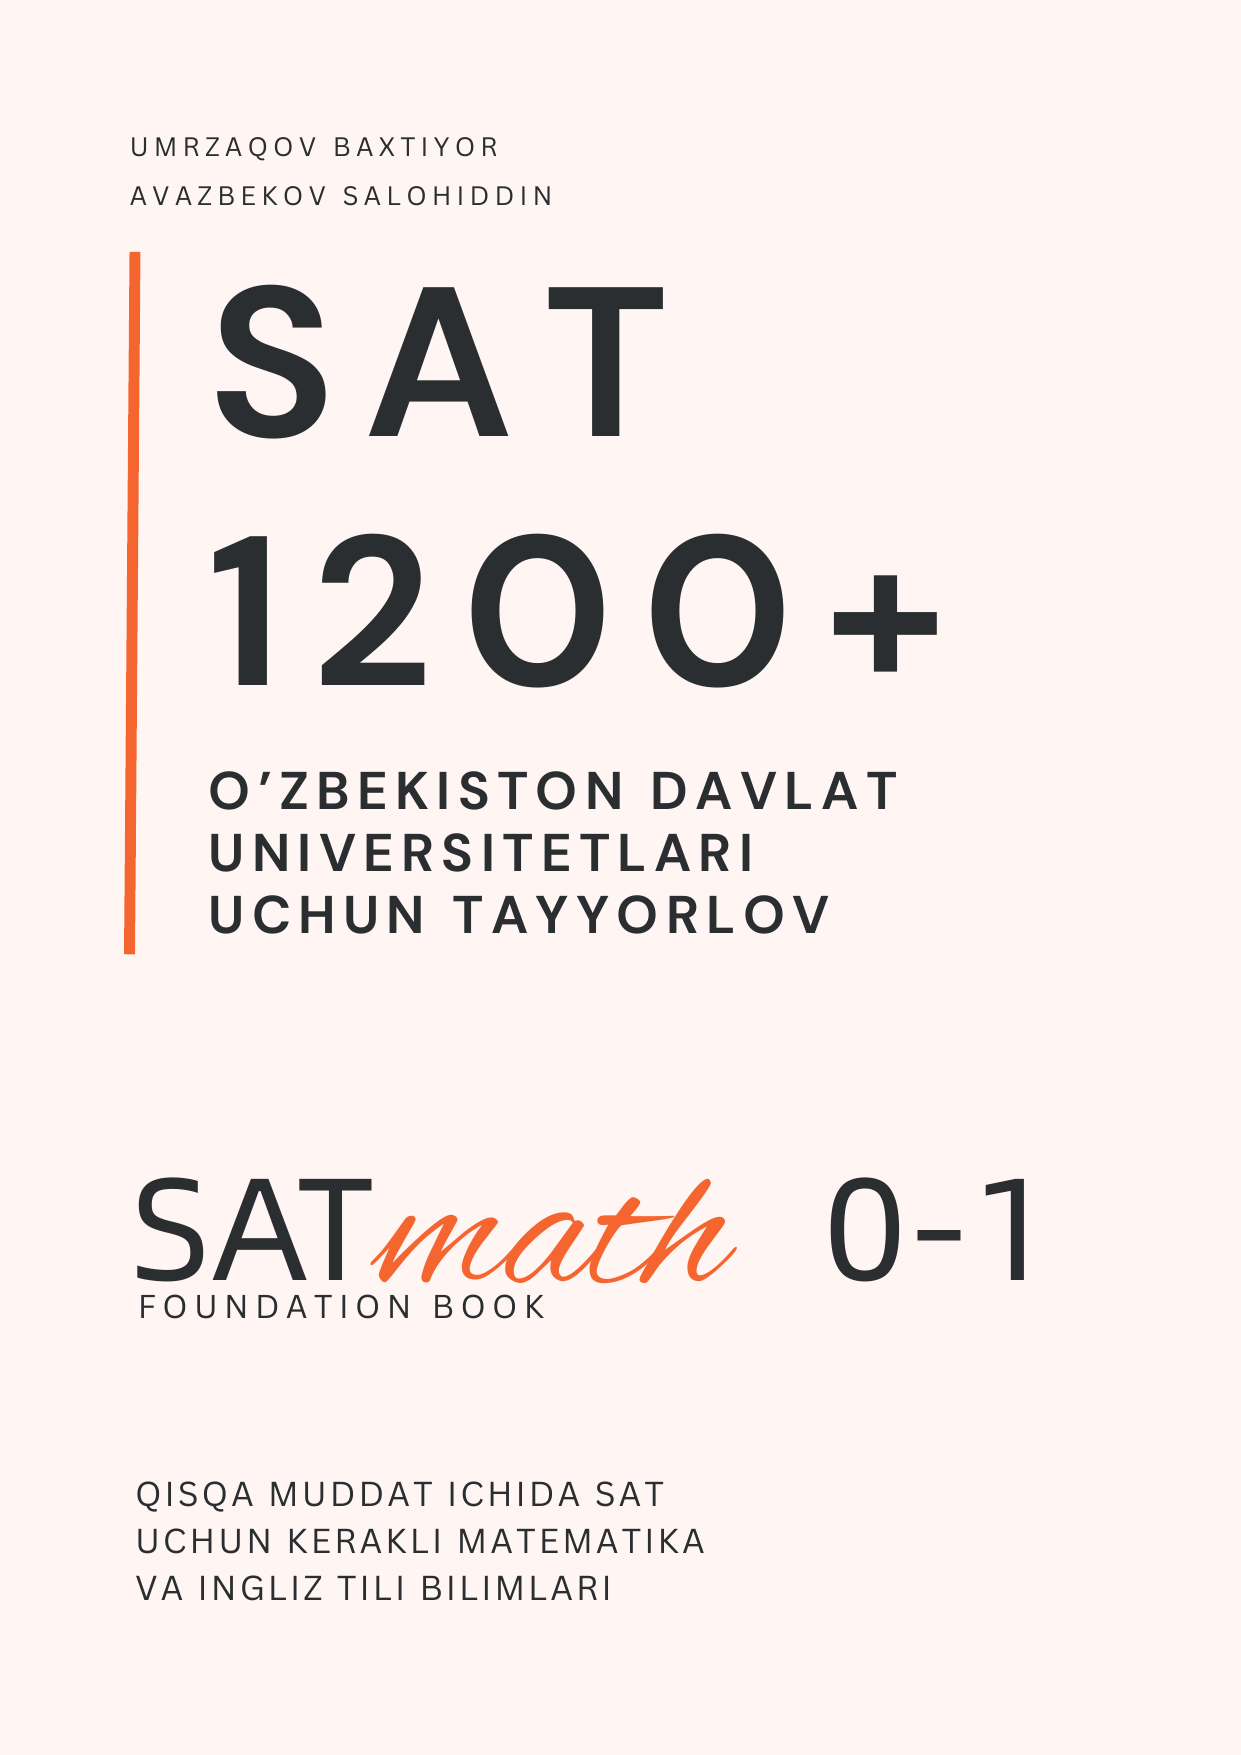 UMRZAQOV BAXTIYOR
AVAZBEKOV SALOHIDDIN
SAT
1200+
O’ZBEKISTON DAVLAT
UNIVERSITETLARI
UCHUN TAYYORLOV
SATmath 0-1
FOUNDATION BOOK
QISQA MUDDAT ICHIDA SAT
UCHUN KERAKLI MATEMATIKA
VA INGLIZ TILI BILIMLARI